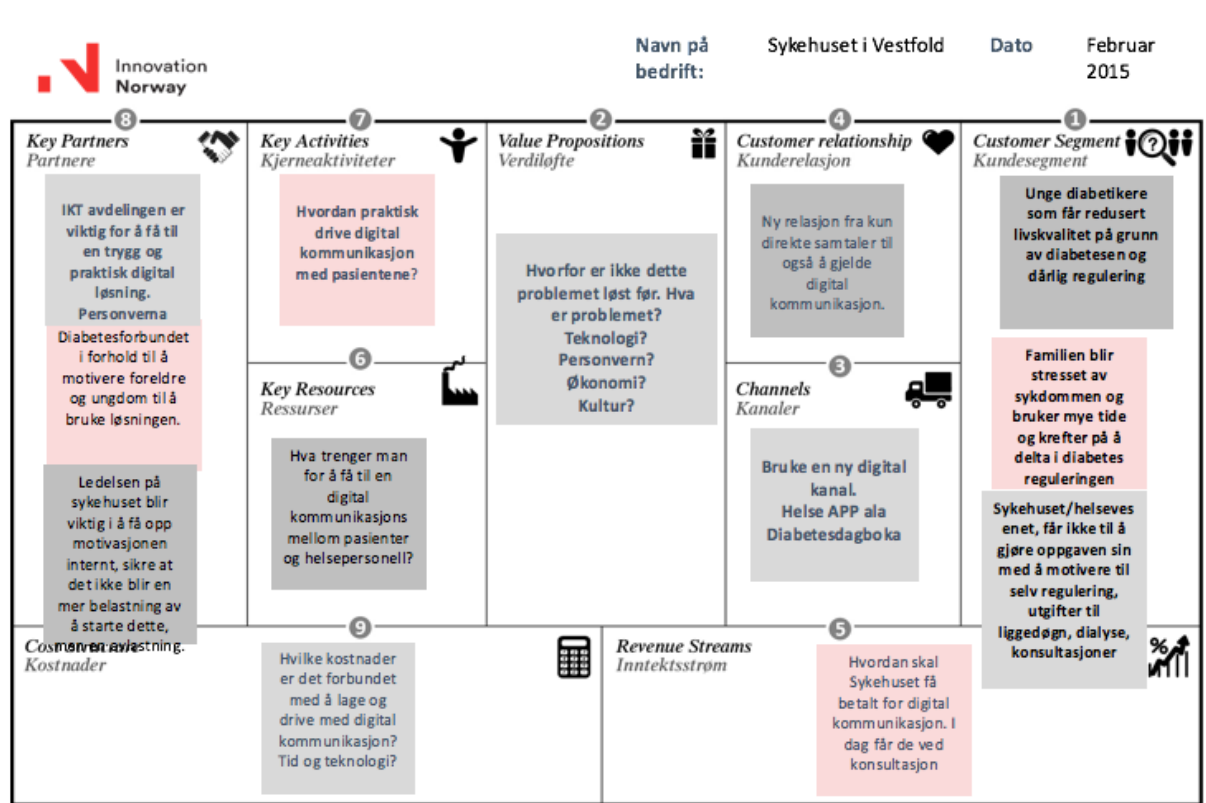 Innovation
Norway
Navn på
bedrift:
Sykehuset i Vestfold
Dato
Februar
2015
8
Key Partners
Partnere
IKT avdelingen er
viktig for å få til
en trygg og
praktisk digital
løsning.
Personverna
Diabetesforbundet
i forhold til å
motivere foreldre
og ungdom til å
bruke løsningen.
Ledelsen på
sykehuset blir
viktig i å få opp
motivasjonen
internt, sikre at
det ikke blir en
mer belastning av
å starte dette,
men en avlastning.
7
Key Activities
Kjerneaktiviteter
Hvordan praktisk
drive digital
kommunikasjon
med pasientene?
6
Key Resources
Ressurser
Hva trenger man
for å få til en
digital
kommunikasjons
mellom pasienter
og helsepersonell?
2
Value Propositions
Verdiløfte
Hvorfor er ikke dette
problemet løst før. Hva
er problemet?
Teknologi?
Personvern?
Økonomi?
Kultur?
4
Customer relationship
Kunderelasjon
Ny relasjon fra kun
direkte samtaler til
også å gjelde
digital
kommunikasjon.
3
Channels
Kanaler
Bruke en ny digital
kanal.
Helse APP ala
Diabetesdagboka
1
Customer Segment
Kundesegment
?
Unge diabetikere
som får redusert
livskvalitet på grunn
av diabetesen og
dårlig regulering
Familien blir
stresset av
sykdommen og
bruker mye tide
og krefter på å
delta i diabetes
reguleringen
Sykehuset/helseves
enet, får ikke til å
gjøre oppgaven sin
med å motivere til
selv regulering,
utgifter til
liggedøgn, dialyse,
konsultasjoner
9
Cost
Kostnader
Hvilke kostnader
er det forbundet
med å lage og
drive med digital
kommunikasjon?
Tid og teknologi?
5
Revenue Streams
Inntektsstrøm
%
Hvordan skal
Sykehuset få
betalt for digital
kommunikasjon. I
dag får de ved
konsultasjon